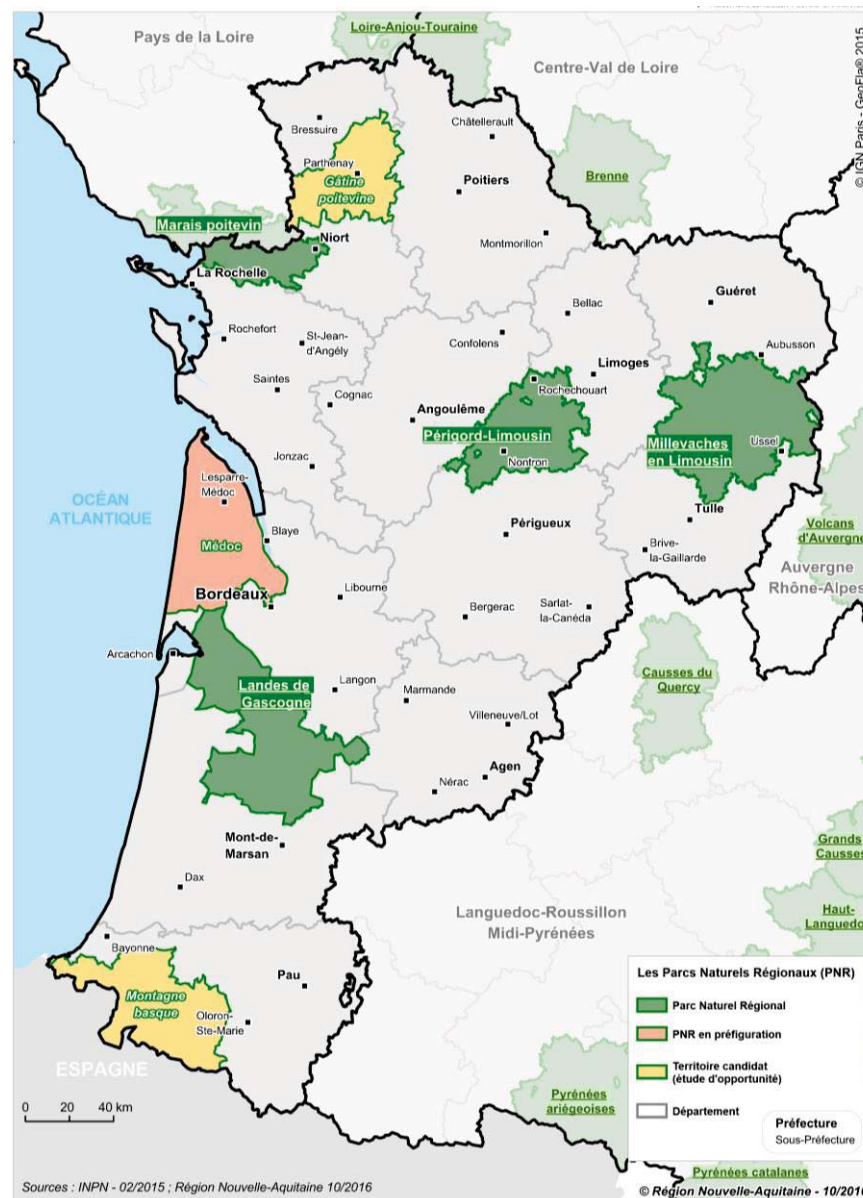 Loire-Anjou-Touraine
Pays de la Loire
Centre-Val de Loire
© IGN Paris - GeoFla® 2015
Bressuire
Châtellerault
Parthenay
Gâtine
poitevine
Poitiers
Brenne
Marais poitevin
Niort
Montmorillon
La Rochelle
Guéret
Bellac
Rochefort
St-Jean-
d'Angély
Confolens
Aubusson
Limoges
Saintes
Rochechouart
Cognac
Angoulême
Périgord-Limousin
Millevaches
en Limousin
Ussel
Nontron
Jonzac
Lesparre-
Médoc
OCÉAN
ATLANTIQUE
Tulle
Volcans
d'Auvergne
Médoc
Blaye
Périgueux
Brive-
la-Gaillarde
Auvergne
Rhône-Alpes
Bordeaux
Libourne
Bergerac
Sarlat-
la-Canéda
Arcachon
Landes de
Gascogne
Langon
Marmande
Causses du
Quercy
Villeneuve/Lot
Agen
Nérac
Mont-de-
Marsan
Grands
Causses
Dax
Languedoc-Roussillon
Midi-Pyrénées
Haut-
Languedo
Bayonne
Montagne
basque
Pau
Oloron-
Ste-Marie
ESPAGNE
Les Parcs Naturels Régionaux (PNR)
Parc Naturel Régional
PNR en préfiguration
Territoire candidat
(étude d'opportunité)
Département
Préfecture
Sous-Préfecture
Pyrénées
ariégeoises
0 20 40 km
Pyrénées catalanes
Sources : INPN - 02/2015 ; Région Nouvelle-Aquitaine 10/2016
© Région Nouvelle-Aquitaine - 10/2016